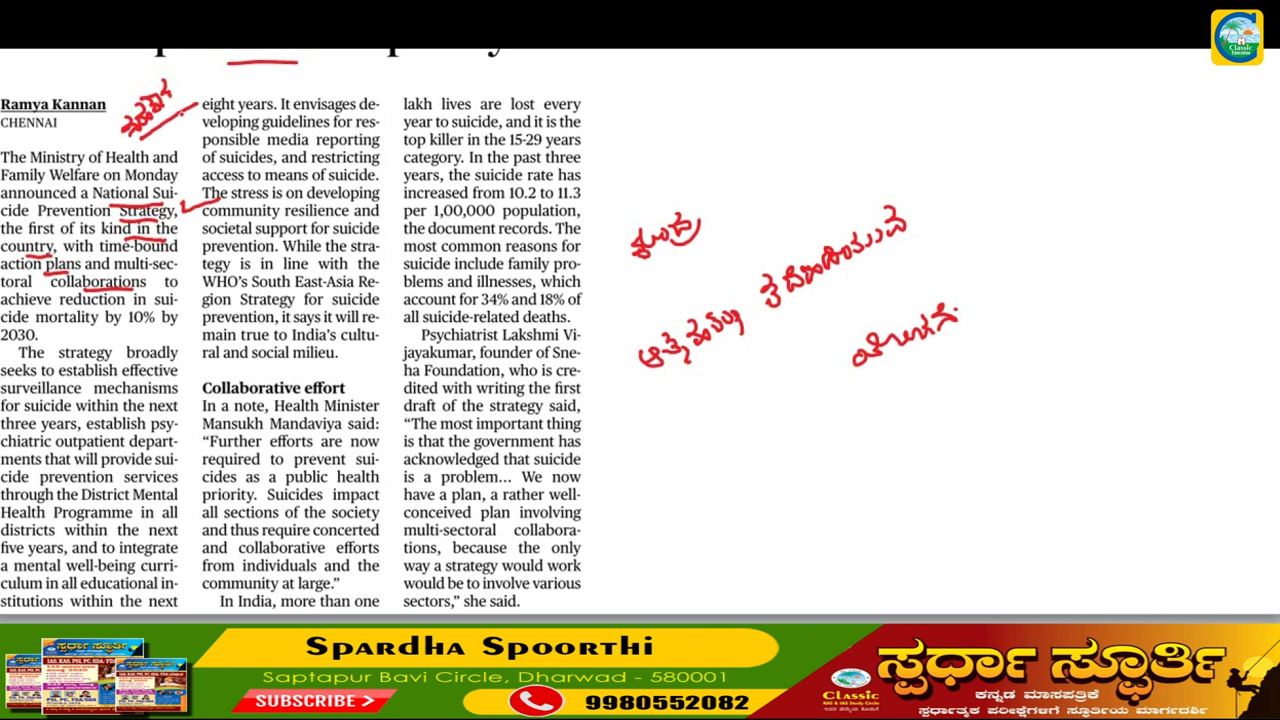 Ramya Kannan
CHENNAI
The Ministry of Health and
Family Welfare on Monday
announced a National Sui-
cide Prevention Strategy,
the first of its kind in the
country, with time-bound
action plans and multi-sec-
toral collaborations to
achieve reduction in sui-
cide mortality by 10% by
2030.
The strategy broadly
seeks to establish effective
surveillance mechanisms
for suicide within the next
three years, establish psy-
chiatric outpatient depart-
ments that will provide sui-
cide prevention services
through the District Mental
Health Programme in all
districts within the next
five years, and to integrate
a mental well-being curri-
culum in all educational in-
stitutions within the next
eight years. It envisages de-
veloping guidelines for res-
ponsible media reporting
of suicides, and restricting
access to means of suicide.
The stress is on developing
community resilience and
societal support for suicide
prevention. While the stra-
tegy is in line with the
WHO's South East-Asia Re-
gion Strategy for suicide
prevention, it says it will re-
main true to India's cultu-
ral and social milieu.
Collaborative effort
In a note, Health Minister
Mansukh Mandaviya said:
“Further efforts are now
required to prevent sui-
cides as a public health
priority. Suicides impact
all sections of the society
and thus require concerted
and collaborative efforts
from individuals and the
community at large.”
In India, more than one
lakh lives are lost every
year to suicide, and it is the
top killer in the 15-29 years
category. In the past three
years, the suicide rate has
increased from 10.2 to 11.3
per 1,00,000 population,
the document records. The
most common reasons for
suicide include family pro-
blems and illnesses, which
account for 34% and 18% of
all suicide-related deaths.
Psychiatrist Lakshmi Vi-
jayakumar, founder of Sne-
ha Foundation, who is cre-
dited with writing the first
draft of the strategy said,
“The most important thing
is that the government has
acknowledged that suicide
is a problem... We now
have a plan, a rather well-
conceived plan involving
multi-sectoral collabora-
tions, because the only
way a strategy would work
would be to involve various
sectors,” she said.
Classic
Education
Spardha Spoorthi
Saptapur Bavi Circle, Dharwad - 580001
SUBSCRIBE
9980552082
ಸ್ಪರ್ಧಾ ಸ್ಫೂರ್ತಿ
ಕನ್ನಡ ಮಾಸಪತ್ರಿಕೆ
ಸ್ಪರ್ಧಾತ್ಮಕ ಪರೀಕ್ಷೆಗಳಿಗೆ ಸ್ಫೂರ್ತಿಯ ಮಾರ್ಗದರ್ಶಿ
Classic
KAS & IAS Study Circle